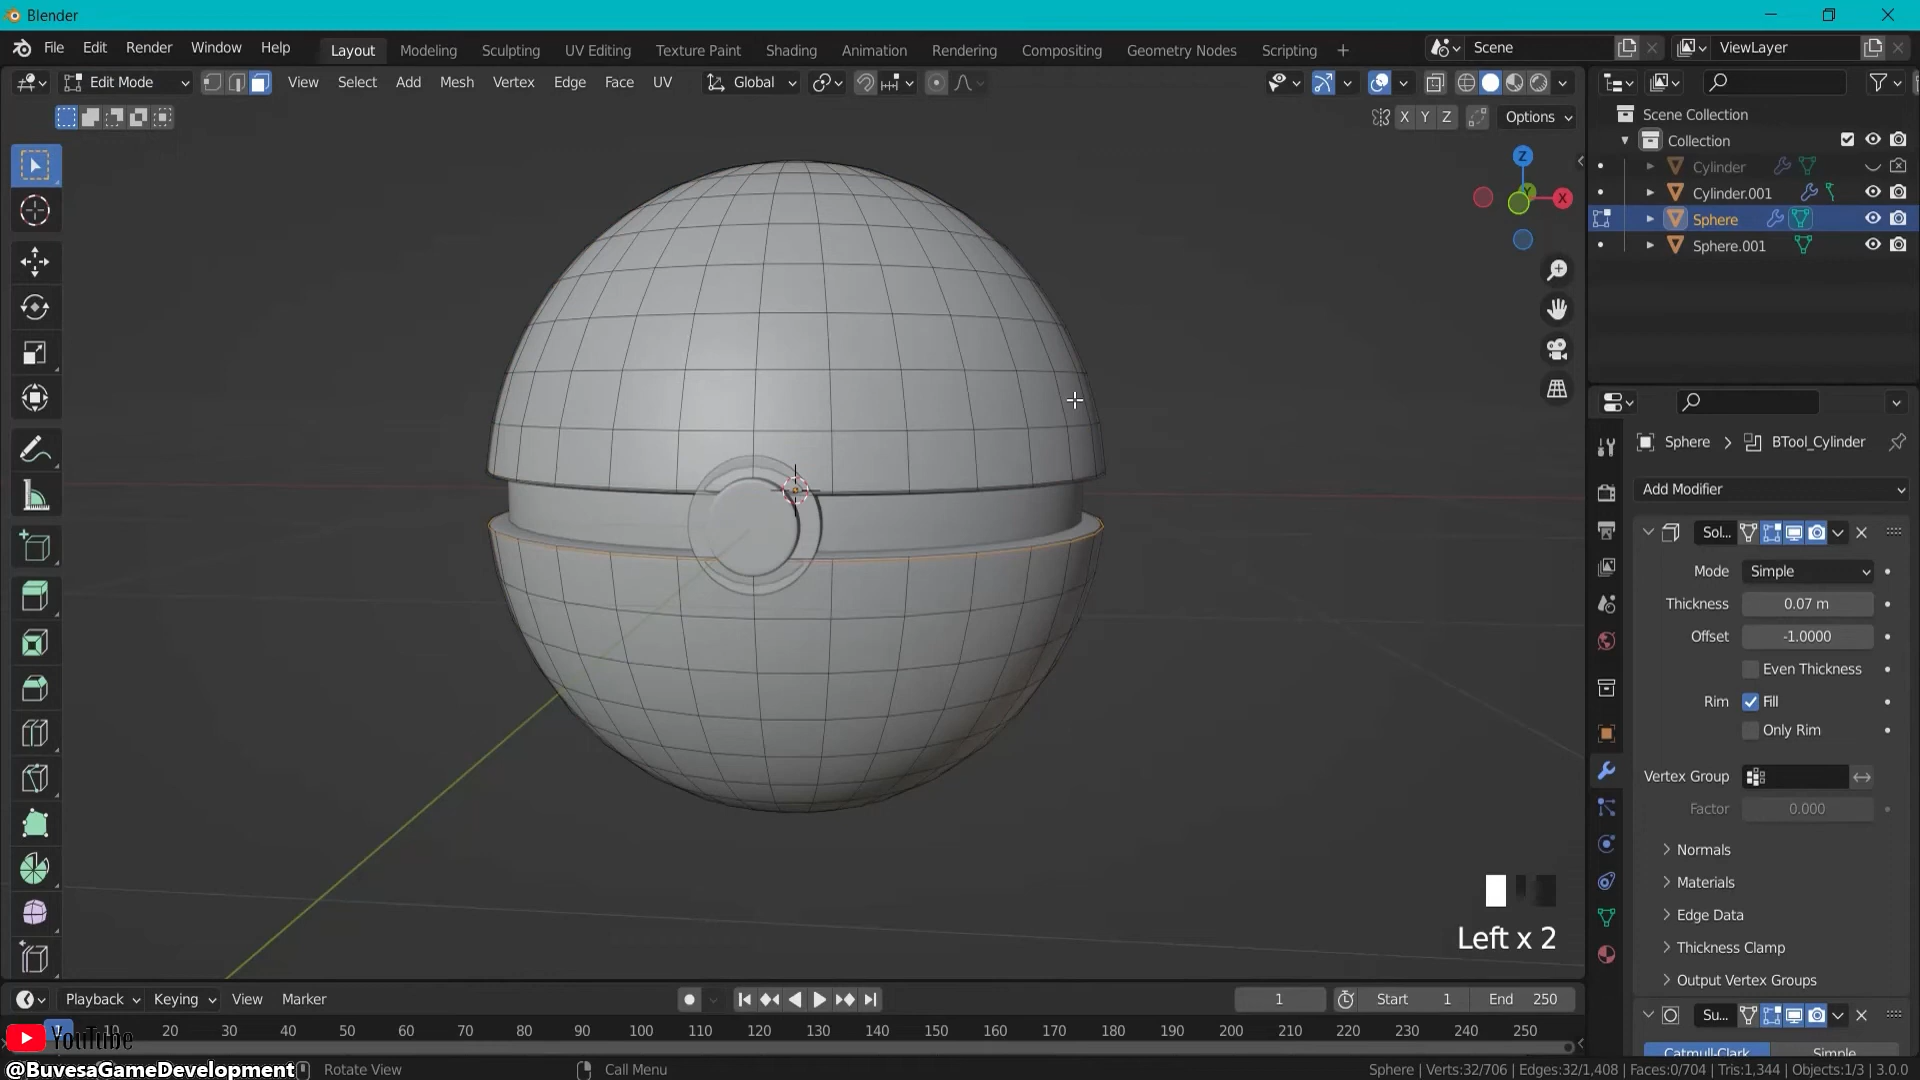 Blender
File Edit Render Window Help Layout Modeling Sculpting UV Editing Texture Paint Shading Animation Rendering Compositing Geometry Nodes Scripting + Scene ViewLayer
Edit Mode View Select Add Mesh Vertex Edge Face UV Global
X Y Z Options
Scene Collection
Collection
Cylinder
Cylinder.001
Sphere
Sphere.001
Z
X
Sphere > BTool_Cylinder
Add Modifier
Sol...
Mode Simple
Thickness 0.07 m
Offset -1.0000
Even Thickness
Rim Fill
Only Rim
Vertex Group
Factor 0.000
Normals
Materials
Edge Data
Thickness Clamp
Output Vertex Groups
Su...
Catmull-Clark Simple
Left x 2
Playback Keying View Marker 1 Start 1 End 250
10 20 30 40 50 60 70 80 90 100 110 120 130 140 150 160 170 180 190 200 210 220 230 240 250
YouTube
@BuvesaGameDevelopment Rotate View Call Menu Sphere | Verts:32/706 | Edges:32/1,408 | Faces:0/704 | Tris:1,344 | Objects:1/3 | 3.0.0